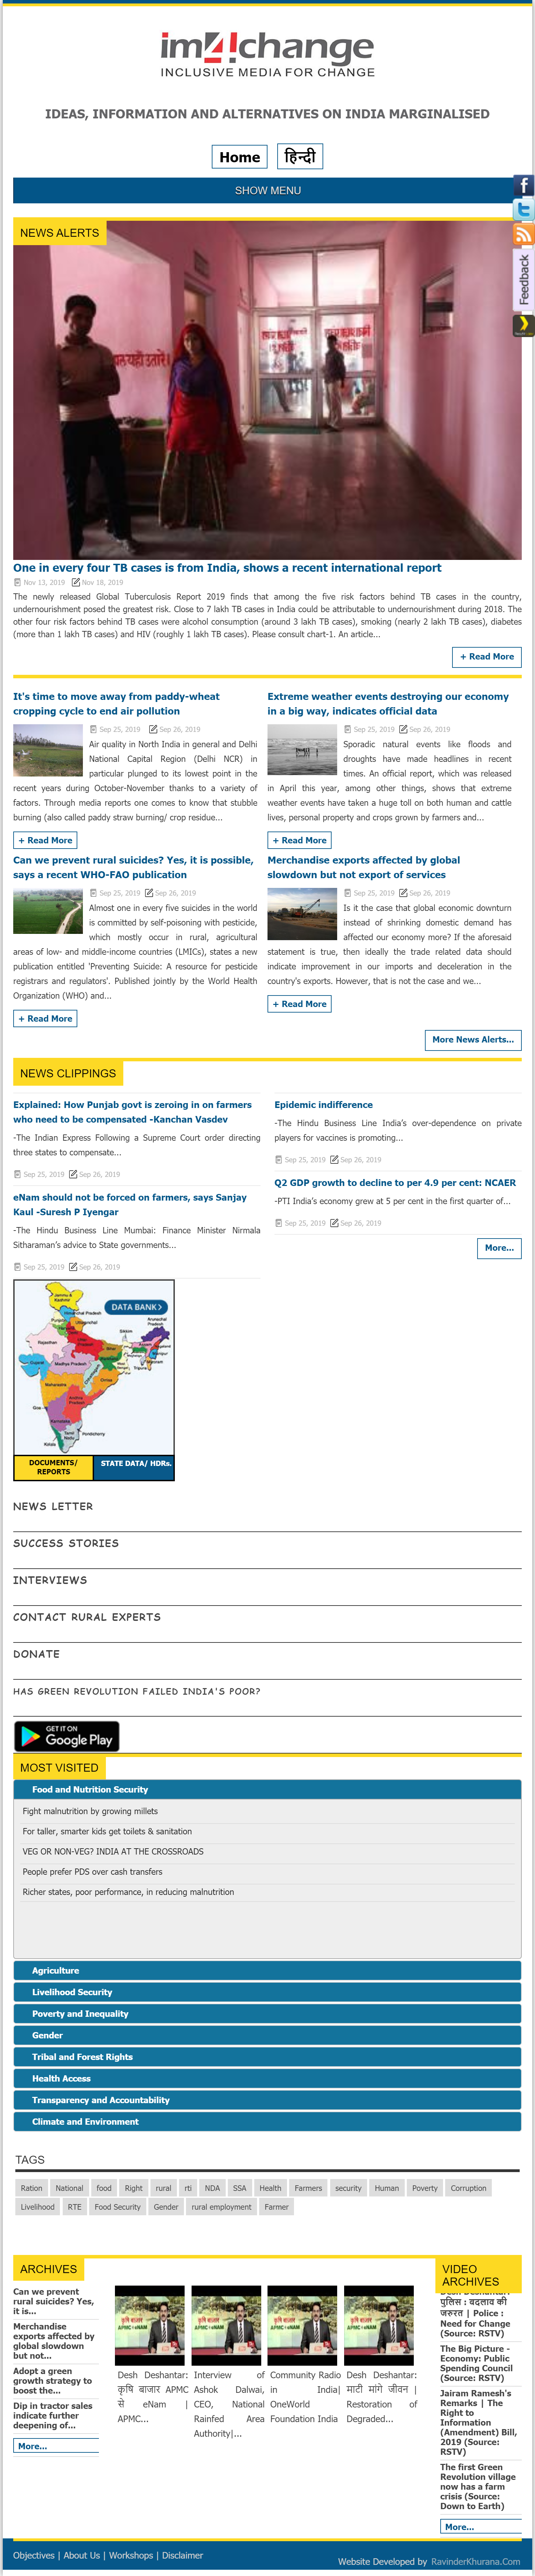 im4!change
INCLUSIVE MEDIA FOR CHANGE
IDEAS, INFORMATION AND ALTERNATIVES ON INDIA MARGINALISED
Home हिन्दी
SHOW MENU
Feedback
NEWS ALERTS
One in every four TB cases is from India, shows a recent international report
Nov 13, 2019 Nov 18, 2019
The newly released Global Tuberculosis Report 2019 finds that among the five risk factors behind TB cases in the country,
undernourishment posed the greatest risk. Close to 7 lakh TB cases in India could be attributable to undernourishment during 2018. The
other four risk factors behind TB cases were alcohol consumption (around 3 lakh TB cases), smoking (nearly 2 lakh TB cases), diabetes
(more than 1 lakh TB cases) and HIV (roughly 1 lakh TB cases). Please consult chart-1. An article...
+ Read More
It's time to move away from paddy-wheat
cropping cycle to end air pollution
Sep 25, 2019 Sep 26, 2019
Air quality in North India in general and Delhi
National Capital Region (Delhi NCR) in
particular plunged to its lowest point in the
recent years during October-November thanks to a variety of
factors. Through media reports one comes to know that stubble
burning (also called paddy straw burning/ crop residue...
+ Read More
Extreme weather events destroying our economy
in a big way, indicates official data
Sep 25, 2019 Sep 26, 2019
Sporadic natural events like floods and
droughts have made headlines in recent
times. An official report, which was released
in April this year, among other things, shows that extreme
weather events have taken a huge toll on both human and cattle
lives, personal property and crops grown by farmers and...
+ Read More
Can we prevent rural suicides? Yes, it is possible,
says a recent WHO-FAO publication
Sep 25, 2019 Sep 26, 2019
Almost one in every five suicides in the world
is committed by self-poisoning with pesticide,
which mostly occur in rural, agricultural
areas of low- and middle-income countries (LMICs), states a new
publication entitled 'Preventing Suicide: A resource for pesticide
registrars and regulators'. Published jointly by the World Health
Organization (WHO) and...
+ Read More
Merchandise exports affected by global
slowdown but not export of services
Sep 25, 2019 Sep 26, 2019
Is it the case that global economic downturn
instead of shrinking domestic demand has
affected our economy more? If the aforesaid
statement is true, then ideally the trade related data should
indicate improvement in our imports and deceleration in the
country's exports. However, that is not the case and we...
+ Read More
More News Alerts...
NEWS CLIPPINGS
Explained: How Punjab govt is zeroing in on farmers
who need to be compensated -Kanchan Vasdev
-The Indian Express Following a Supreme Court order directing
three states to compensate...
Sep 25, 2019 Sep 26, 2019
eNam should not be forced on farmers, says Sanjay
Kaul -Suresh P Iyengar
-The Hindu Business Line Mumbai: Finance Minister Nirmala
Sitharaman's advice to State governments...
Sep 25, 2019 Sep 26, 2019
Epidemic indifference
-The Hindu Business Line India's over-dependence on private
players for vaccines is promoting...
Sep 25, 2019 Sep 26, 2019
Q2 GDP growth to decline to per 4.9 per cent: NCAER
-PTI India's economy grew at 5 per cent in the first quarter of...
Sep 25, 2019 Sep 26, 2019
More...
DATA BANK
Jammu & Kashmir
Himachal Pradesh
Arunachal Pradesh
Sikkim
Rajasthan
Gujarat
Madhya Pradesh
Tripura
Orissa
Maharashtra
Andhra Pradesh
Goa
Karnataka
Tamil Nadu
Pondicherry
Kerala
DOCUMENTS/
REPORTS
STATE DATA/ HDRs.
NEWS LETTER
SUCCESS STORIES
INTERVIEWS
CONTACT RURAL EXPERTS
DONATE
HAS GREEN REVOLUTION FAILED INDIA'S POOR?
GET IT ON
Google Play
MOST VISITED
Food and Nutrition Security
Fight malnutrition by growing millets
For taller, smarter kids get toilets & sanitation
VEG OR NON-VEG? INDIA AT THE CROSSROADS
People prefer PDS over cash transfers
Richer states, poor performance, in reducing malnutrition
Agriculture
Livelihood Security
Poverty and Inequality
Gender
Tribal and Forest Rights
Health Access
Transparency and Accountability
Climate and Environment
TAGS
Ration National food Right rural rti NDA SSA Health Farmers security Human Poverty Corruption
Livelihood RTE Food Security Gender rural employment Farmer
ARCHIVES
Can we prevent
rural suicides? Yes,
it is...
Merchandise
exports affected by
global slowdown
but not...
Adopt a green
growth strategy to
boost the...
Dip in tractor sales
indicate further
deepening of...
More...
Desh Deshantar:
कृषि बाजार APMC
से eNam |
APMC...
Interview of
Ashok Dalwai,
CEO, National
Rainfed Area
Authority|...
Community Radio
in India|
OneWorld
Foundation India
Desh Deshantar:
माटी मांगे जीवन |
Restoration of
Degraded...
VIDEO
ARCHIVES
Desh Deshantar:
पुलिस : बदलाव की
जरुरत | Police :
Need for Change
(Source: RSTV)
The Big Picture -
Economy: Public
Spending Council
(Source: RSTV)
Jairam Ramesh's
Remarks | The
Right to
Information
(Amendment) Bill,
2019 (Source:
RSTV)
The first Green
Revolution village
now has a farm
crisis (Source:
Down to Earth)
More...
Objectives | About Us | Workshops | Disclaimer
Website Developed by RavinderKhurana.Com